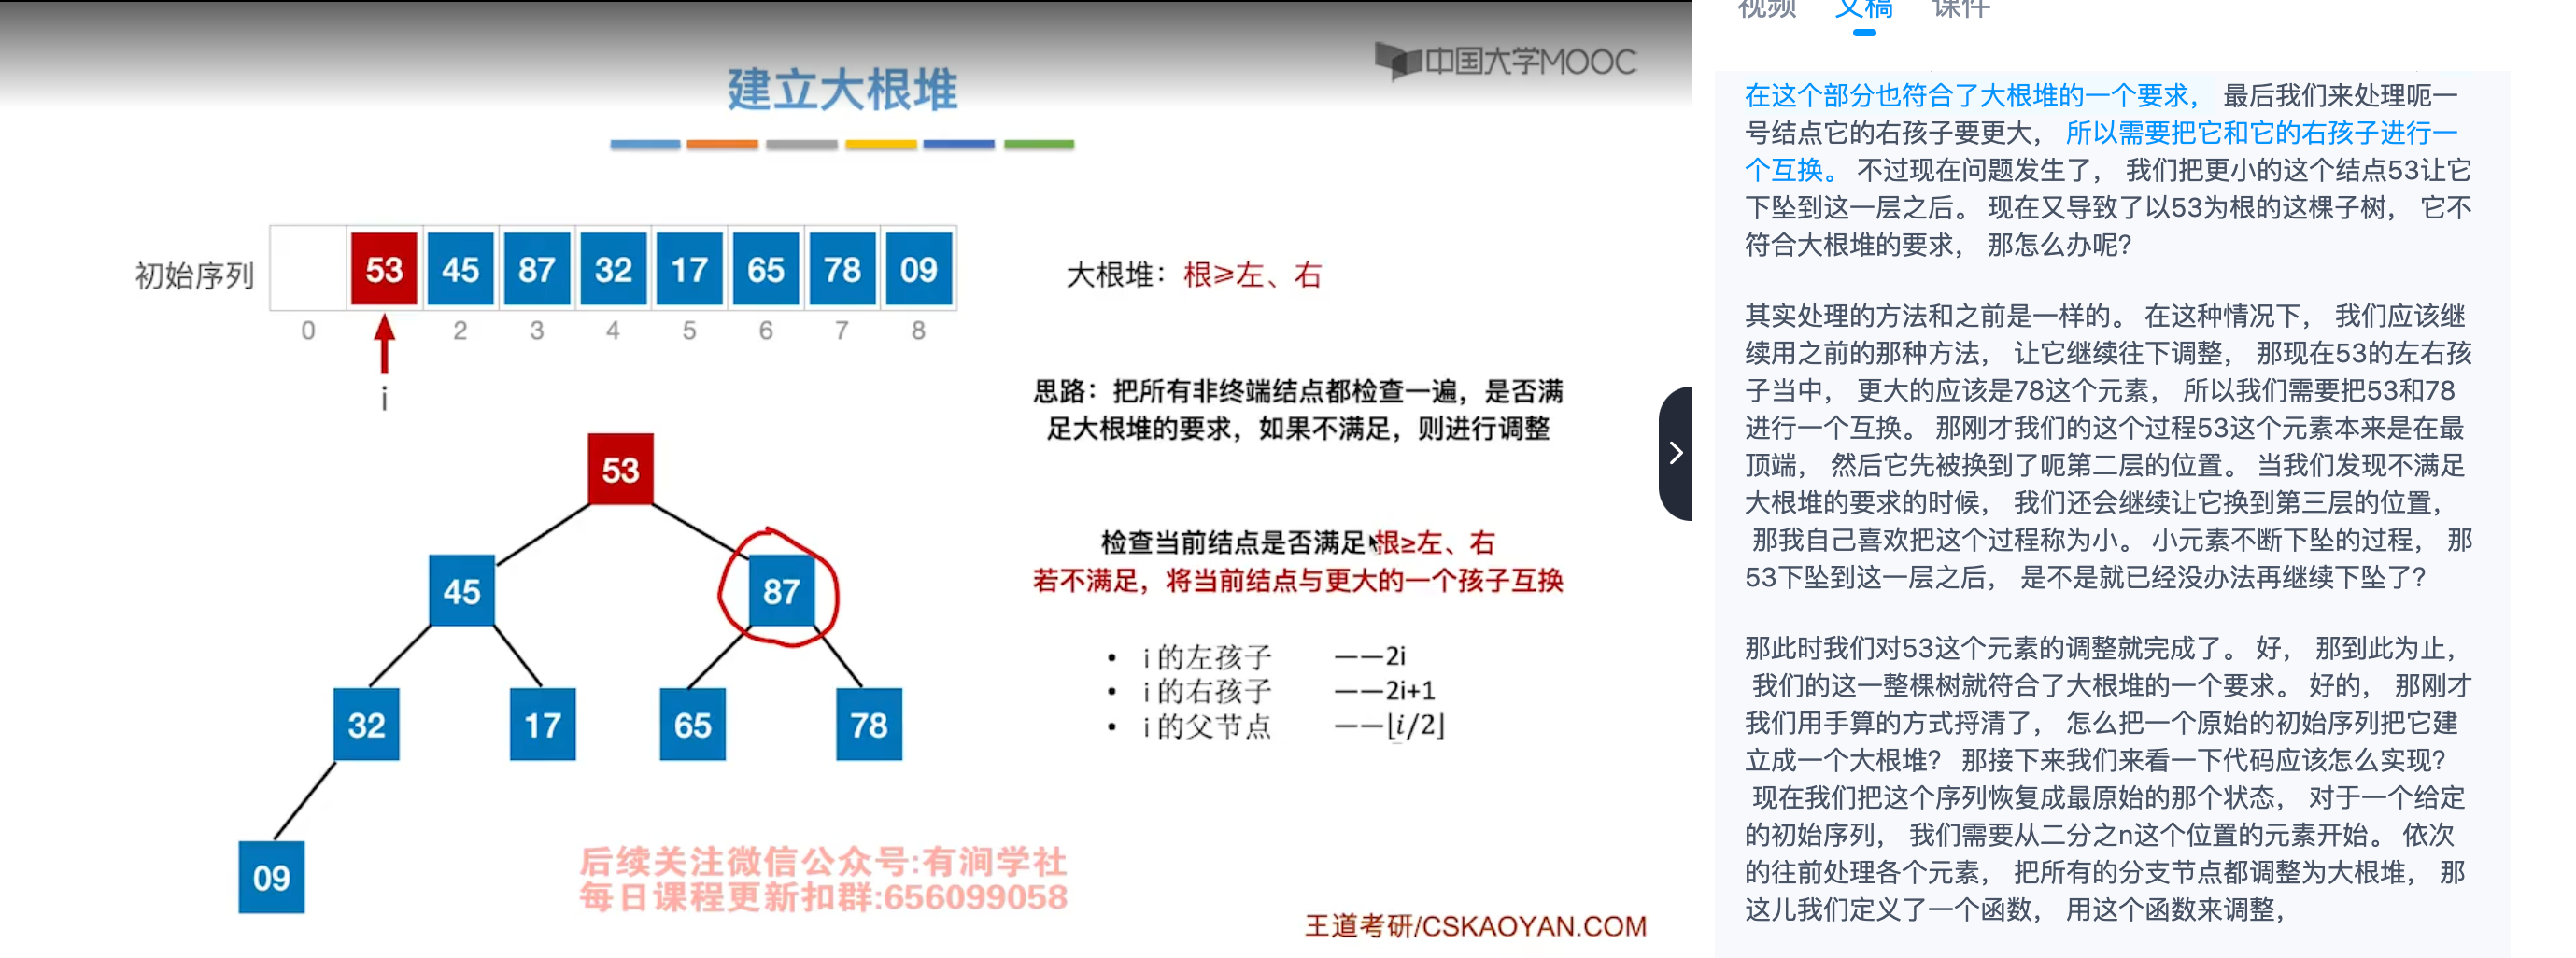 中国大学MOOC
建立大根堆
初始序列
53 45 87 32 17 65 78 09
0 2 3 4 5 6 7 8
i
大根堆：根≥左、右
思路：把所有非终端结点都检查一遍，是否满
足大根堆的要求，如果不满足，则进行调整
53
45 87
32 17 65 78
09
检查当前结点是否满足 根≥左、右
若不满足，将当前结点与更大的一个孩子互换
• i 的左孩子 ——2i
• i 的右孩子 ——2i+1
• i 的父节点 ——⌊i/2⌋
后续关注微信公众号:有涧学社
每日课程更新扣群:656099058
王道考研/CSKAOYAN.COM
视频 文稿 课件
在这个部分也符合了大根堆的一个要求， 最后我们来处理呃一
号结点它的右孩子要更大， 所以需要把它和它的右孩子进行一
个互换。 不过现在问题发生了， 我们把更小的这个结点53让它
下坠到这一层之后。 现在又导致了以53为根的这棵子树， 它不
符合大根堆的要求， 那怎么办呢？
其实处理的方法和之前是一样的。 在这种情况下， 我们应该继
续用之前的那种方法， 让它继续往下调整， 那现在53的左右孩
子当中， 更大的应该是78这个元素， 所以我们需要把53和78
进行一个互换。 那刚才我们的这个过程53这个元素本来是在最
顶端， 然后它先被换到了呃第二层的位置。 当我们发现不满足
大根堆的要求的时候， 我们还会继续让它换到第三层的位置，
那我自己喜欢把这个过程称为小。 小元素不断下坠的过程， 那
53下坠到这一层之后， 是不是就已经没办法再继续下坠了？
那此时我们对53这个元素的调整就完成了。 好， 那到此为止，
我们的这一整棵树就符合了大根堆的一个要求。 好的， 那刚才
我们用手算的方式捋清了， 怎么把一个原始的初始序列把它建
立成一个大根堆？ 那接下来我们来看一下代码应该怎么实现？
现在我们把这个序列恢复成最原始的那个状态， 对于一个给定
的初始序列， 我们需要从二分之n这个位置的元素开始。 依次
的往前处理各个元素， 把所有的分支节点都调整为大根堆， 那
这儿我们定义了一个函数， 用这个函数来调整，